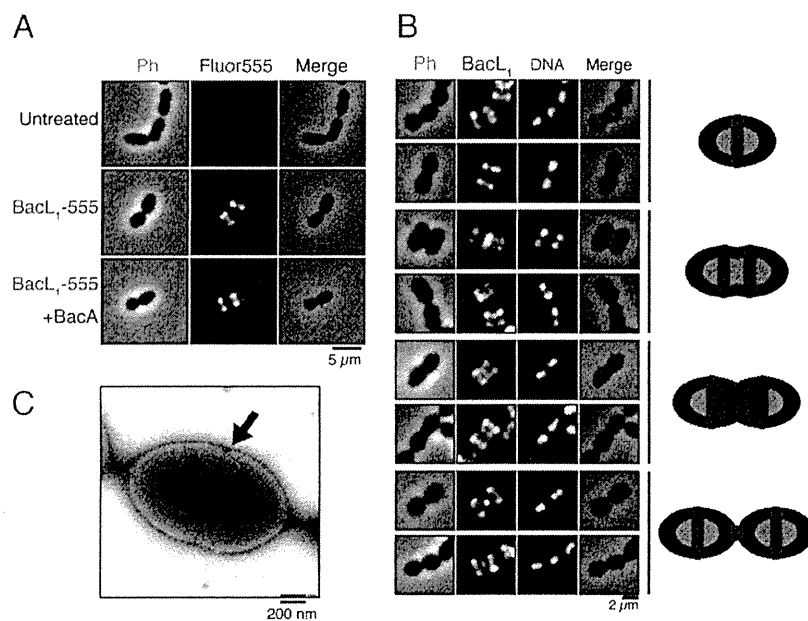 A
Ph Fluor555 Merge
Untreated
BacL1-555
BacL1-555
+BacA
5 µm
B
Ph BacL1 DNA Merge
2 µm
C
200 nm